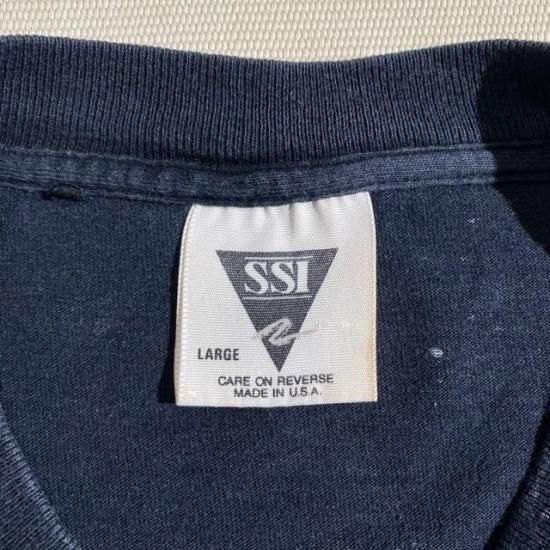 SSI
LARGE
CARE ON REVERSE
MADE IN U.S.A.